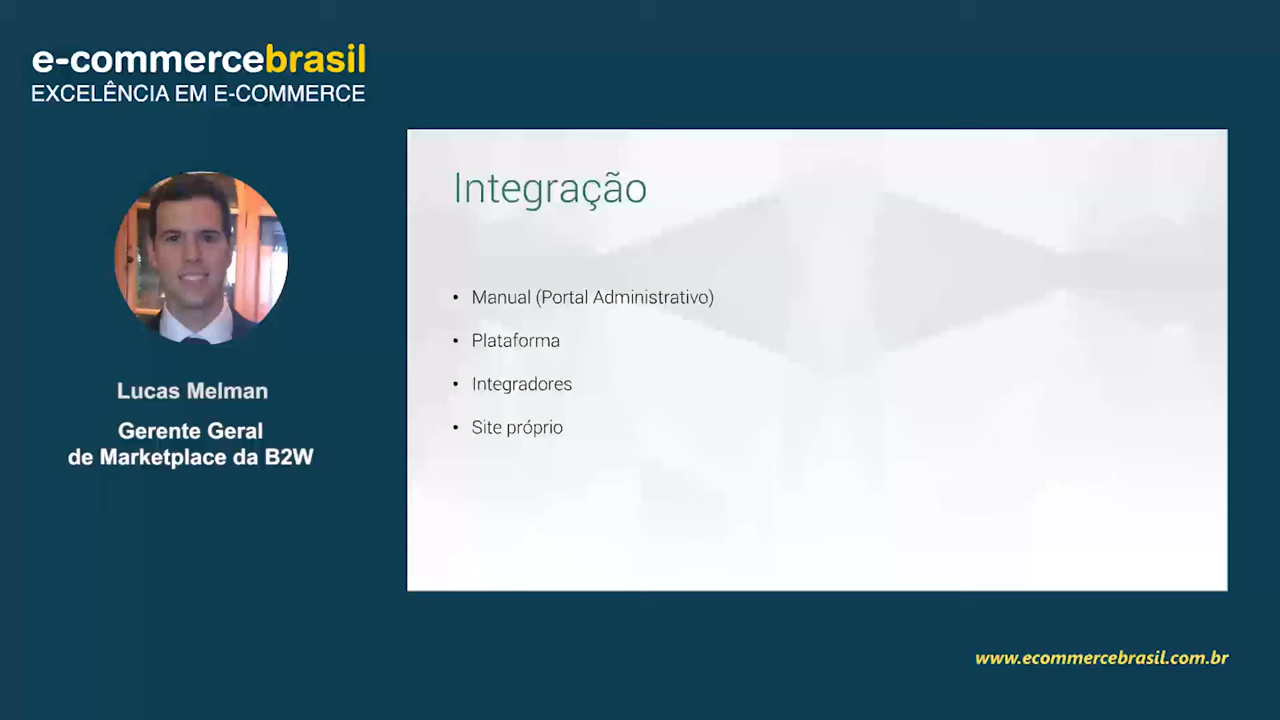 e-commercebrasil
EXCELÊNCIA EM E-COMMERCE
Lucas Melman
Gerente Geral
de Marketplace da B2W
Integração
• Manual (Portal Administrativo)
• Plataforma
• Integradores
• Site próprio
www.ecommercebrasil.com.br